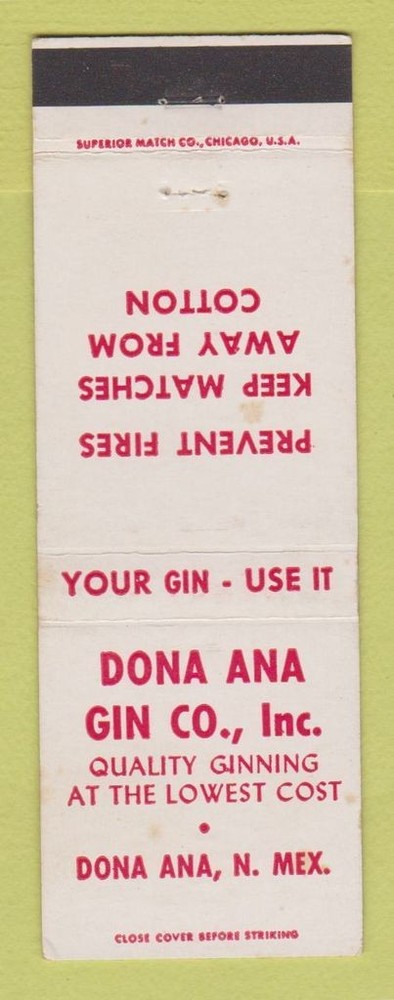 SUPERIOR MATCH CO., CHICAGO, U.S.A.
PREVENT FIRES
KEEP MATCHES
AWAY FROM
COTTON
YOUR GIN - USE IT
DONA ANA
GIN CO., Inc.
QUALITY GINNING
AT THE LOWEST COST
•
DONA ANA, N. MEX.
CLOSE COVER BEFORE STRIKING